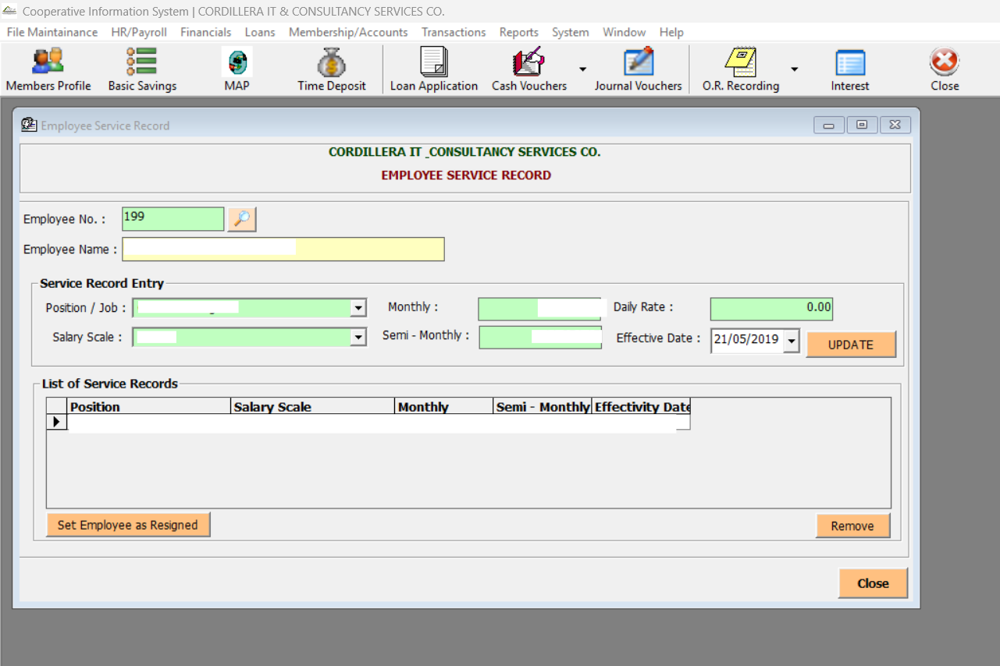 Cooperative Information System | CORDILLERA IT & CONSULTANCY SERVICES CO.
File Maintainance HR/Payroll Financials Loans Membership/Accounts Transactions Reports System Window Help
Members Profile Basic Savings MAP Time Deposit Loan Application Cash Vouchers Journal Vouchers O.R. Recording Interest Close
Employee Service Record
CORDILLERA IT _CONSULTANCY SERVICES CO.
EMPLOYEE SERVICE RECORD
Employee No. : 199
Employee Name :
Service Record Entry
Position / Job : Monthly : Daily Rate : 0.00
Salary Scale : Semi - Monthly : Effective Date : 21/05/2019 UPDATE
List of Service Records
Position Salary Scale Monthly Semi - Monthly Effectivity Date
Set Employee as Resigned Remove
Close